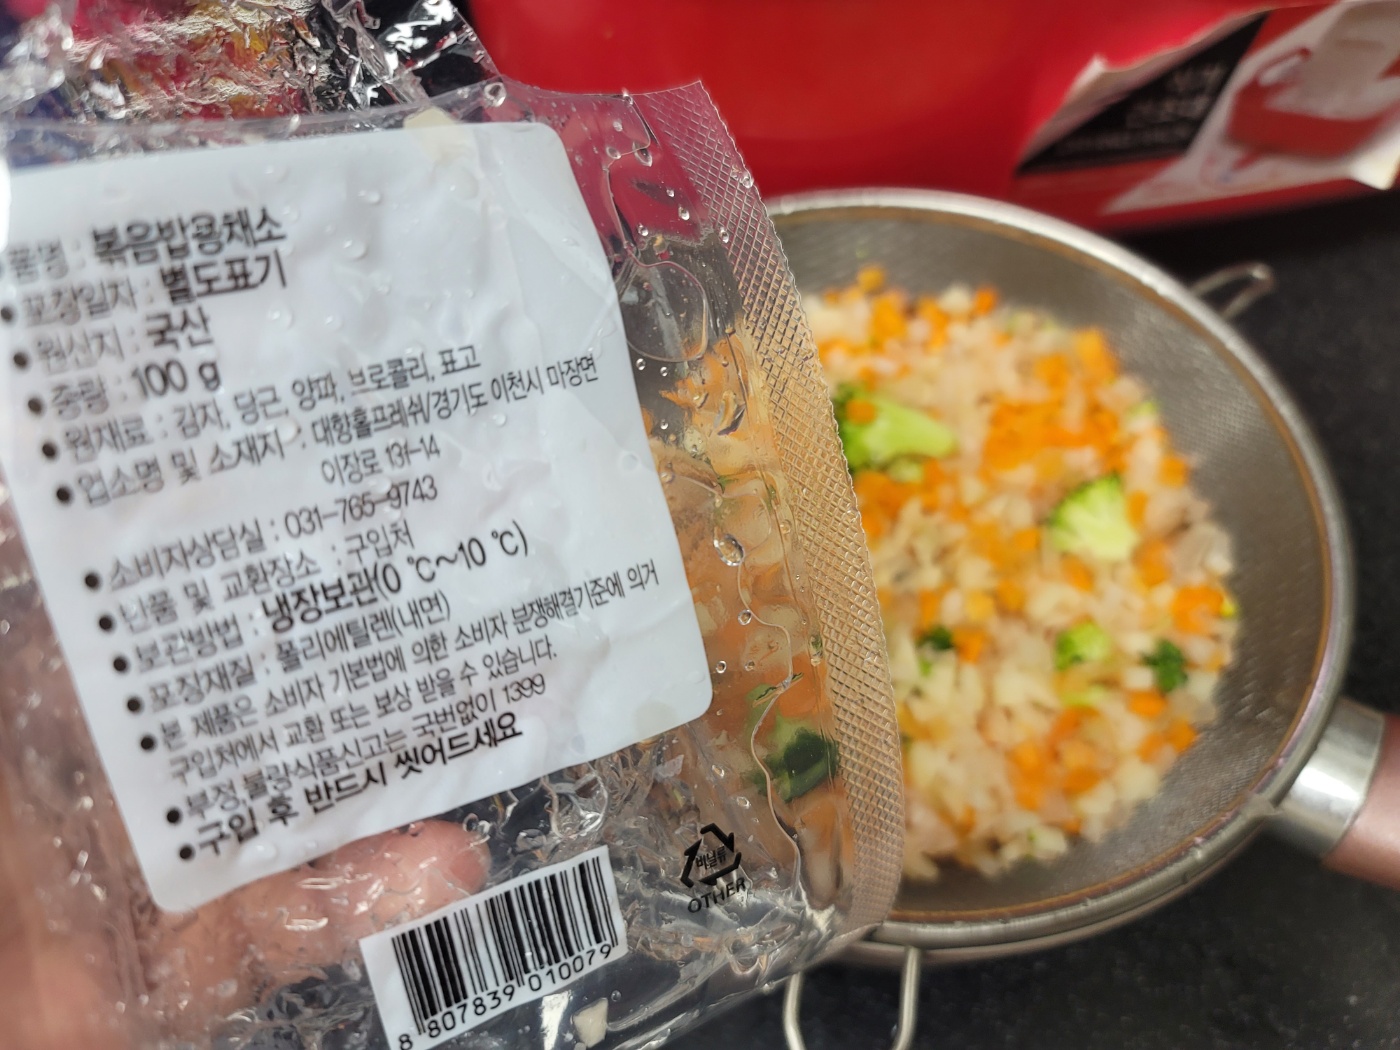 품명 : 볶음밥용채소
• 포장일자 : 별도표기
• 원산지 : 국산
• 중량 : 100 g
• 원재료 : 감자, 당근, 양파, 브로콜리, 표고
• 업소명 및 소재지 : 대항홀프레쉬/경기도 이천시 마장면
이장로 131-14
• 소비자상담실 : 031-765-9743
• 반품 및 교환장소 : 구입처
• 보관방법 : 냉장보관(0 ℃~10 ℃)
• 포장재질 : 폴리에틸렌(내면)
• 본 제품은 소비자 기본법에 의한 소비자 분쟁해결기준에 의거
구입처에서 교환 또는 보상 받을 수 있습니다.
• 부정,불량식품신고는 국번없이 1399
• 구입 후 반드시 씻어드세요
비닐류
OTHER
8 807839 010079